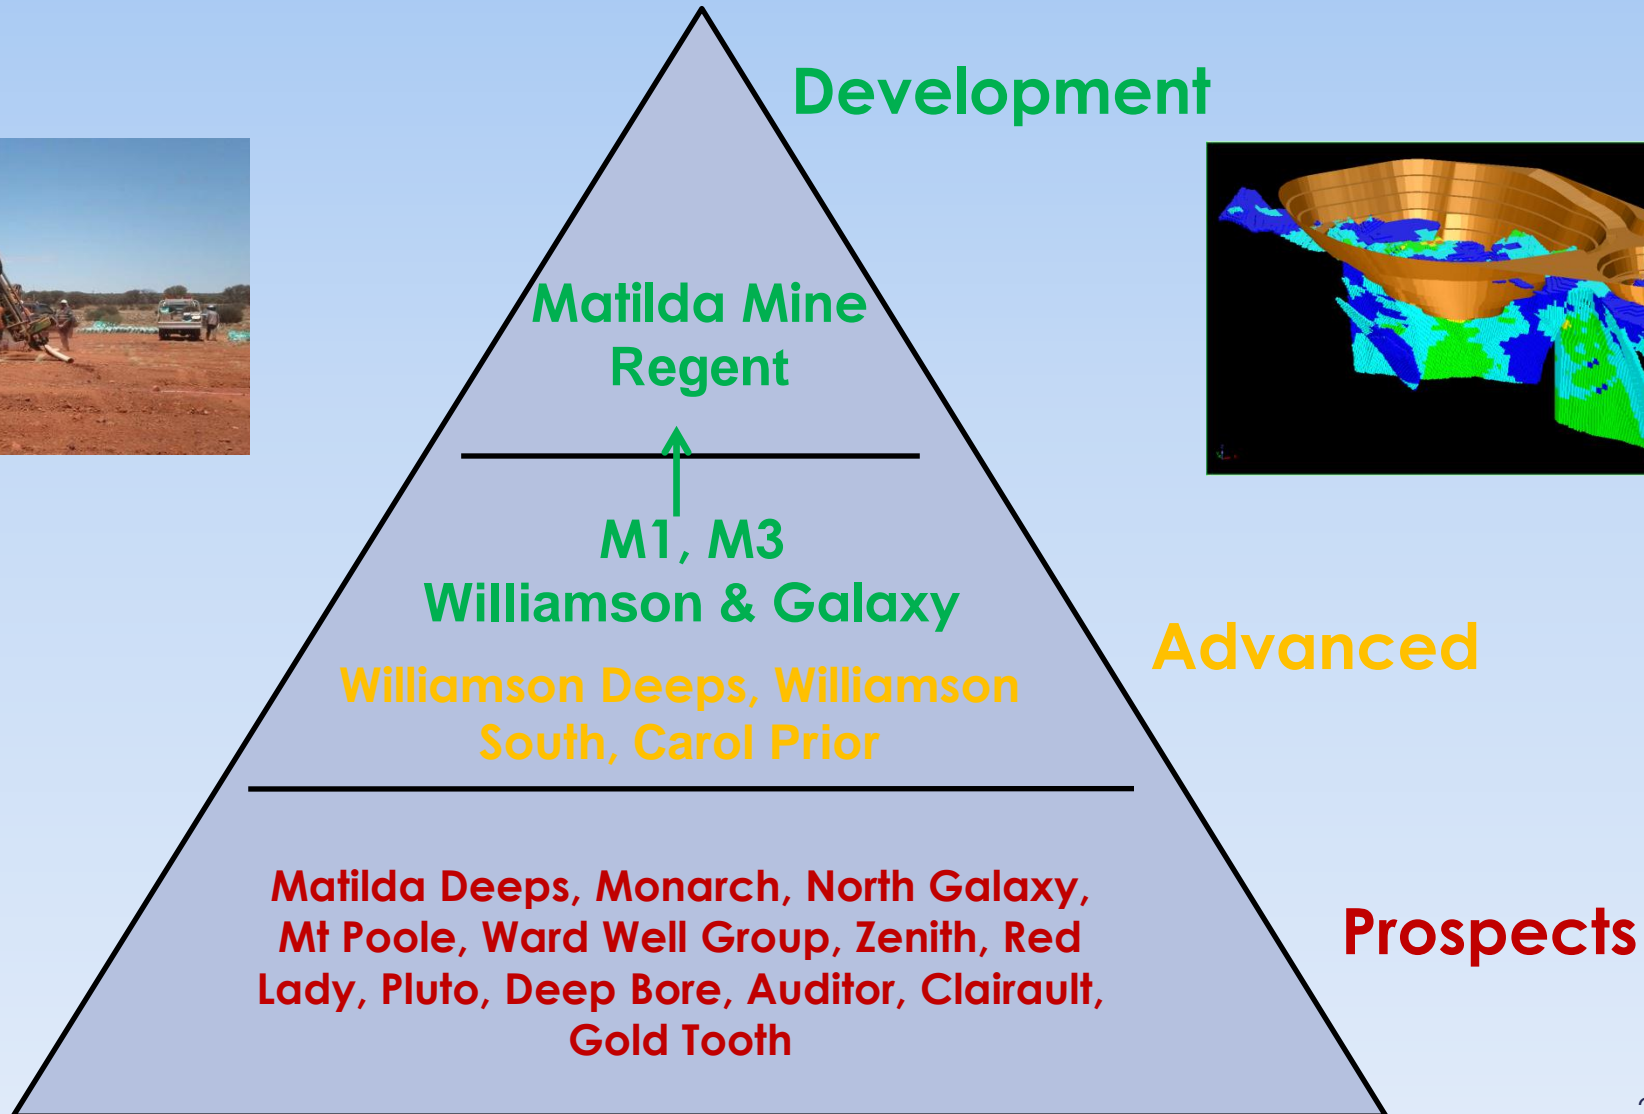 Development
Matilda Mine
Regent
M1, M3
Williamson & Galaxy
Advanced
Williamson Deeps, Williamson
South, Carol Prior
Matilda Deeps, Monarch, North Galaxy,
Mt Poole, Ward Well Group, Zenith, Red
Lady, Pluto, Deep Bore, Auditor, Clairault,
Gold Tooth
Prospects